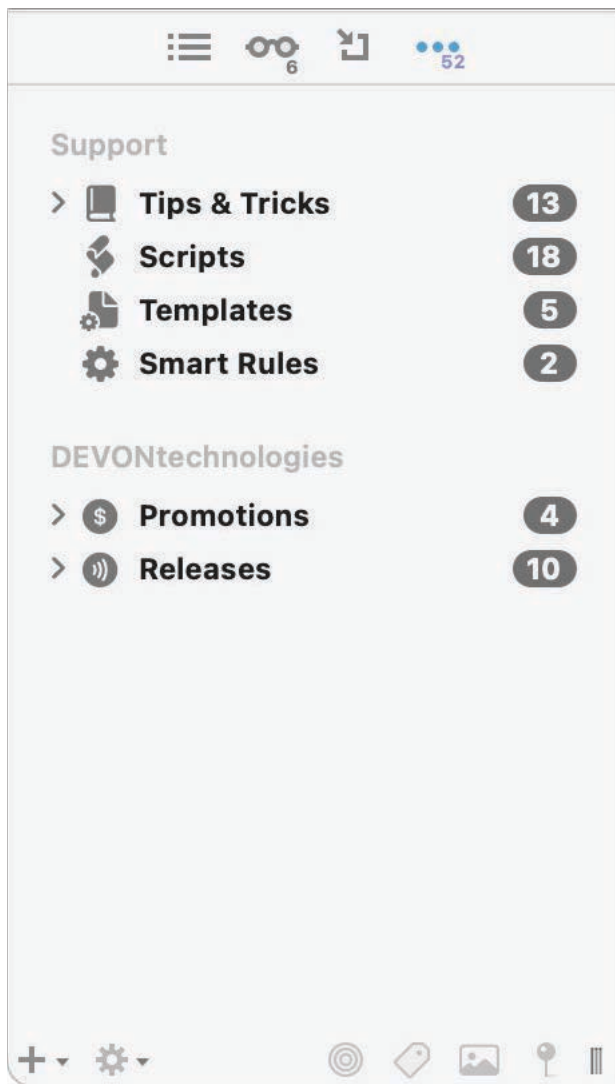 6
52
Support
Tips & Tricks 13
Scripts 18
Templates 5
Smart Rules 2
DEVONtechnologies
$ Promotions 4
Releases 10